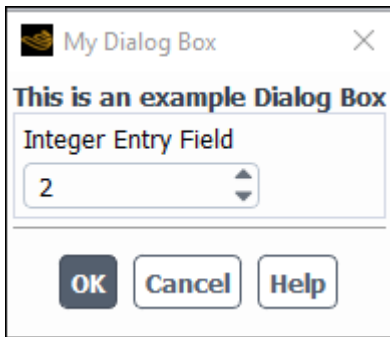 My Dialog Box
This is an example Dialog Box
Integer Entry Field
2
OK Cancel Help